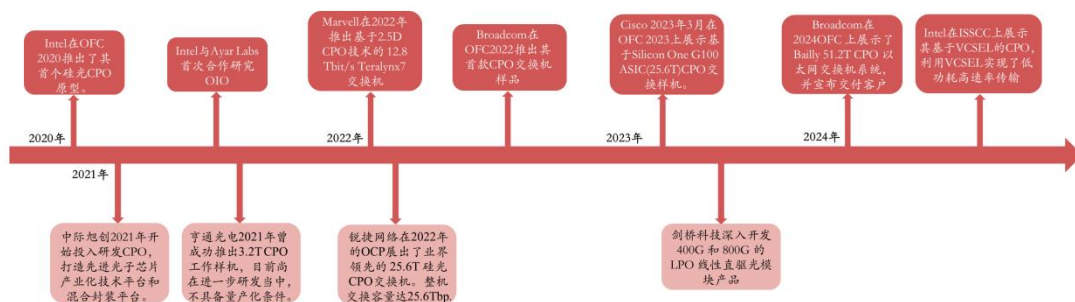 Intel在OFC
2020推出了其
首个硅光CPO
原型。
Intel与Ayar Labs
首次合作研究
OIO
Marvell在2022年
推出基于2.5D
CPO技术的 12.8
Tbit/s Teralynx7
交换机
Broadcom在
OFC2022推出其
首款CPO交换机
样品
Cisco 2023年3月在
OFC 2023上展示基
于Silicon One G100
ASIC(25.6T)CPO交
换样机。
Broadcom在
2024OFC 上展示了
Bailly 51.2T CPO 以
太网交换机系统,
并宣布交付客户
Intel在ISSCC上展示
其基于VCSEL的CPO,
利用VCSEL实现了低
功耗高速率传输
2020年
2022年
2023年
2024年
2021年
中际旭创2021年开
始投入研发CPO,
打造先进光子芯片
产业化技术平台和
混合封装平台。
亨通光电2021年曾
成功推出3.2T CPO
工作样机，目前尚
在进一步研发当中,
不具备量产化条件。
锐捷网络在2022年
的OCP展出了业界
领先的 25.6T 硅光
CPO交换机。整机
交换容量达25.6Tbp,
剑桥科技深入开发
400G 和 800G 的
LPO 线性直驱光模
块产品